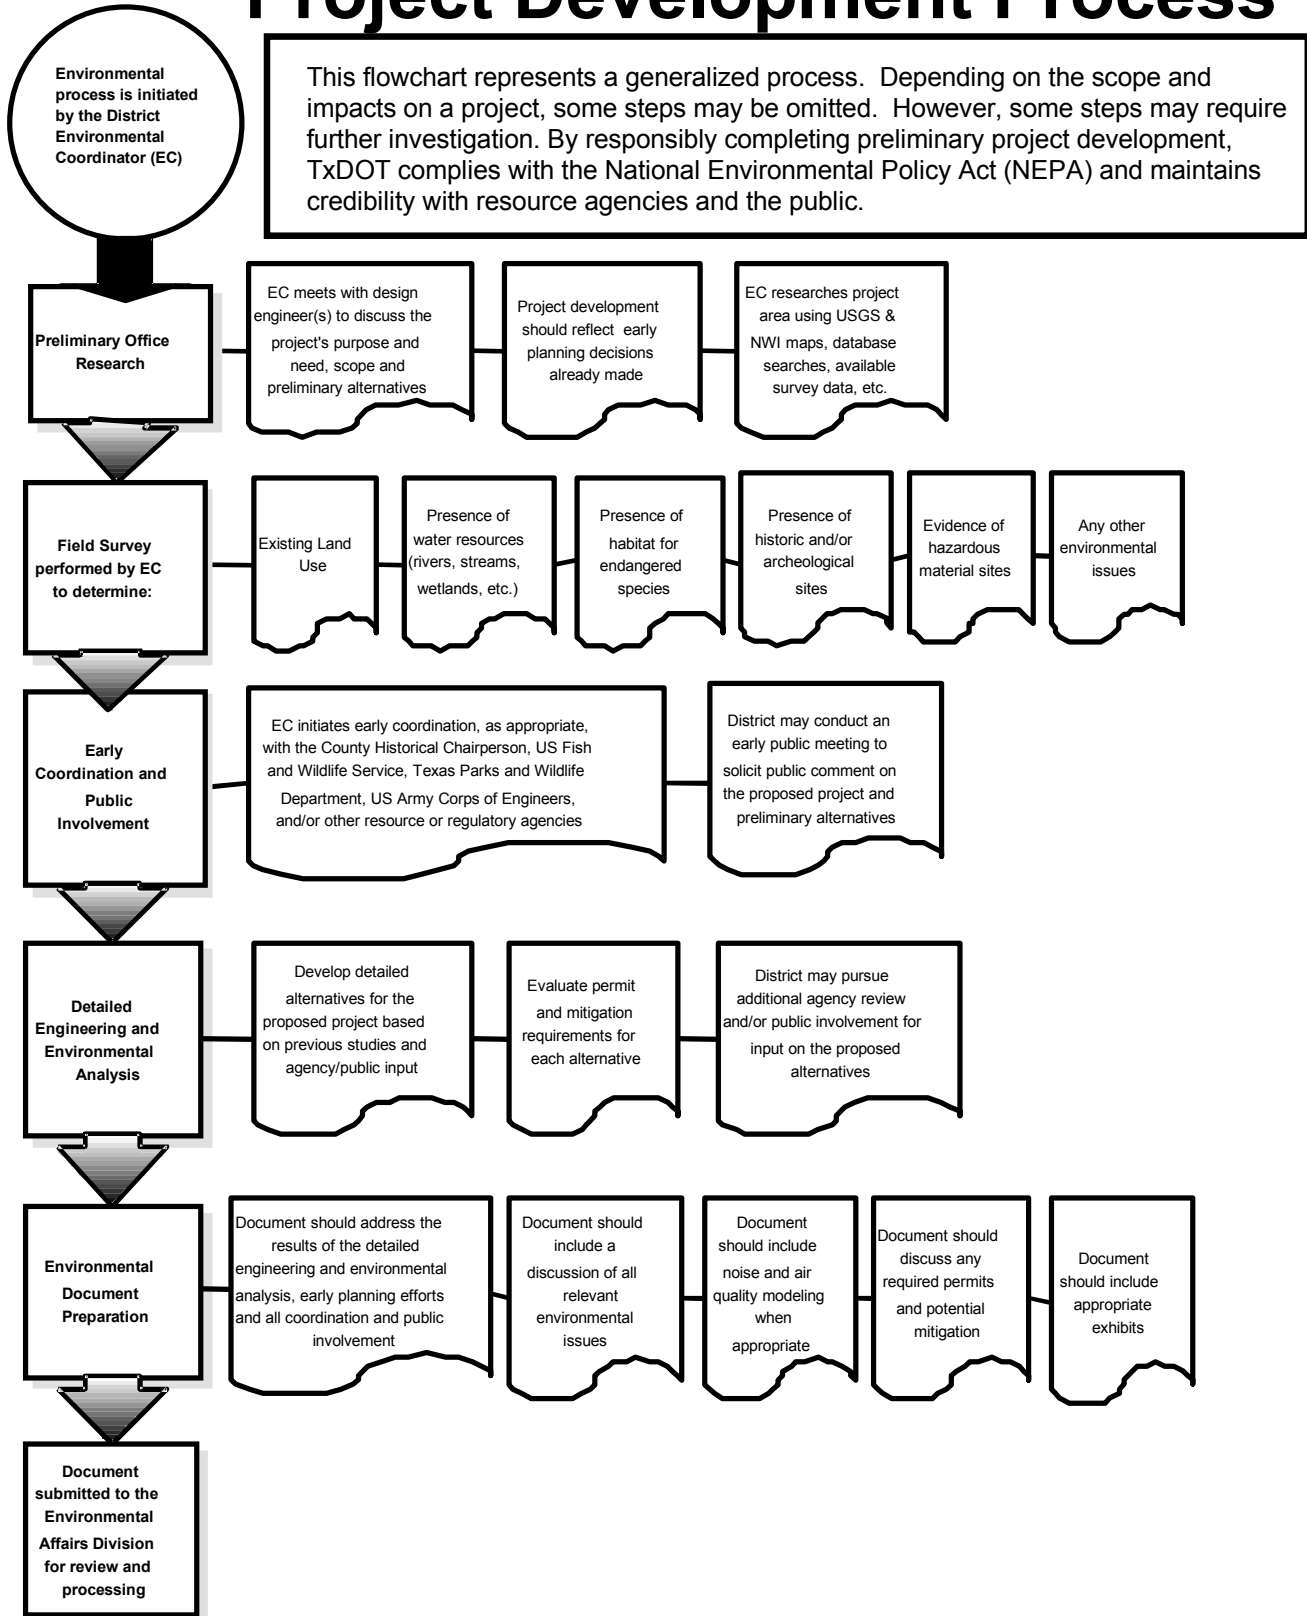 Project Development Process
Environmental
process is initiated
by the District
Environmental
Coordinator (EC)
This flowchart represents a generalized process. Depending on the scope and
impacts on a project, some steps may be omitted. However, some steps may require
further investigation. By responsibly completing preliminary project development,
TxDOT complies with the National Environmental Policy Act (NEPA) and maintains
credibility with resource agencies and the public.
Preliminary Office
Research
EC meets with design
engineer(s) to discuss the
project's purpose and
need, scope and
preliminary alternatives
Project development
should reflect early
planning decisions
already made
EC researches project
area using USGS &
NWI maps, database
searches, available
survey data, etc.
Field Survey
performed by EC
to determine:
Existing Land
Use
Presence of
water resources
(rivers, streams,
wetlands, etc.)
Presence of
habitat for
endangered
species
Presence of
historic and/or
archeological
sites
Evidence of
hazardous
material sites
Any other
environmental
issues
Early
Coordination and
Public
Involvement
EC initiates early coordination, as appropriate,
with the County Historical Chairperson, US Fish
and Wildlife Service, Texas Parks and Wildlife
Department, US Army Corps of Engineers,
and/or other resource or regulatory agencies
District may conduct an
early public meeting to
solicit public comment on
the proposed project and
preliminary alternatives
Detailed
Engineering and
Environmental
Analysis
Develop detailed
alternatives for the
proposed project based
on previous studies and
agency/public input
Evaluate permit
and mitigation
requirements for
each alternative
District may pursue
additional agency review
and/or public involvement for
input on the proposed
alternatives
Environmental
Document
Preparation
Document should address the
results of the detailed
engineering and environmental
analysis, early planning efforts
and all coordination and public
involvement
Document should
include a
discussion of all
relevant
environmental
issues
Document
should include
noise and air
quality modeling
when
appropriate
Document should
discuss any
required permits
and potential
mitigation
Document
should include
appropriate
exhibits
Document
submitted to the
Environmental
Affairs Division
for review and
processing